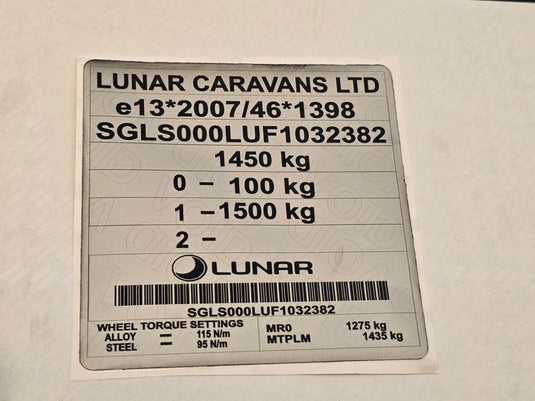 LUNAR CARAVANS LTD
e13*2007/46*1398
SGLS000LUF1032382
1450 kg
0 - 100 kg
1 - 1500 kg
2 -
LUNAR
SGLS000LUF1032382
WHEEL TORQUE SETTINGS
ALLOY = 115 N/m
STEEL = 95 N/m
MRO 1275 kg
MTPLM 1435 kg